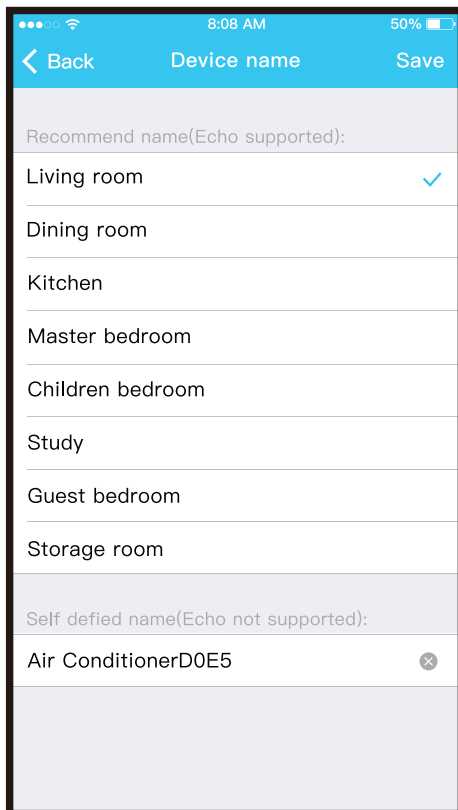 8:08 AM 50%
Back Device name Save
Recommend name(Echo supported):
Living room
Dining room
Kitchen
Master bedroom
Children bedroom
Study
Guest bedroom
Storage room
Self defied name(Echo not supported):
Air ConditionerD0E5